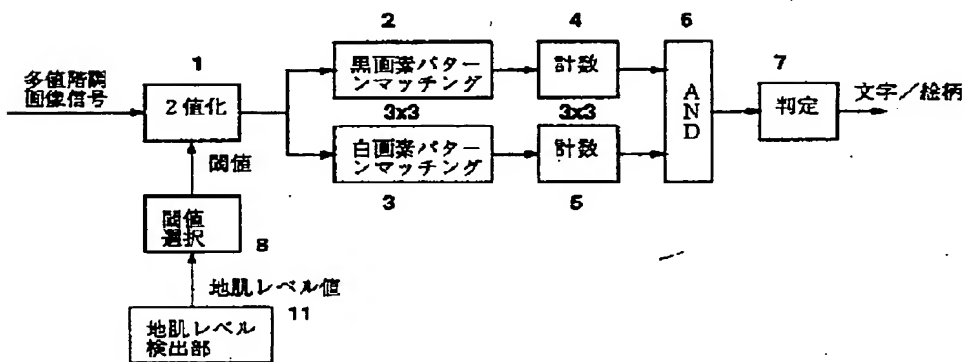 多値階調
画像信号
1
2値化
閾値
閾値
選択
8
地肌レベル値
11
地肌レベル
検出部
2
黒画素パター
ンマッチング
3x3
白画素パター
ンマッチング
3
4
計数
3x3
計数
5
6
AND
7
判定
文字/絵柄